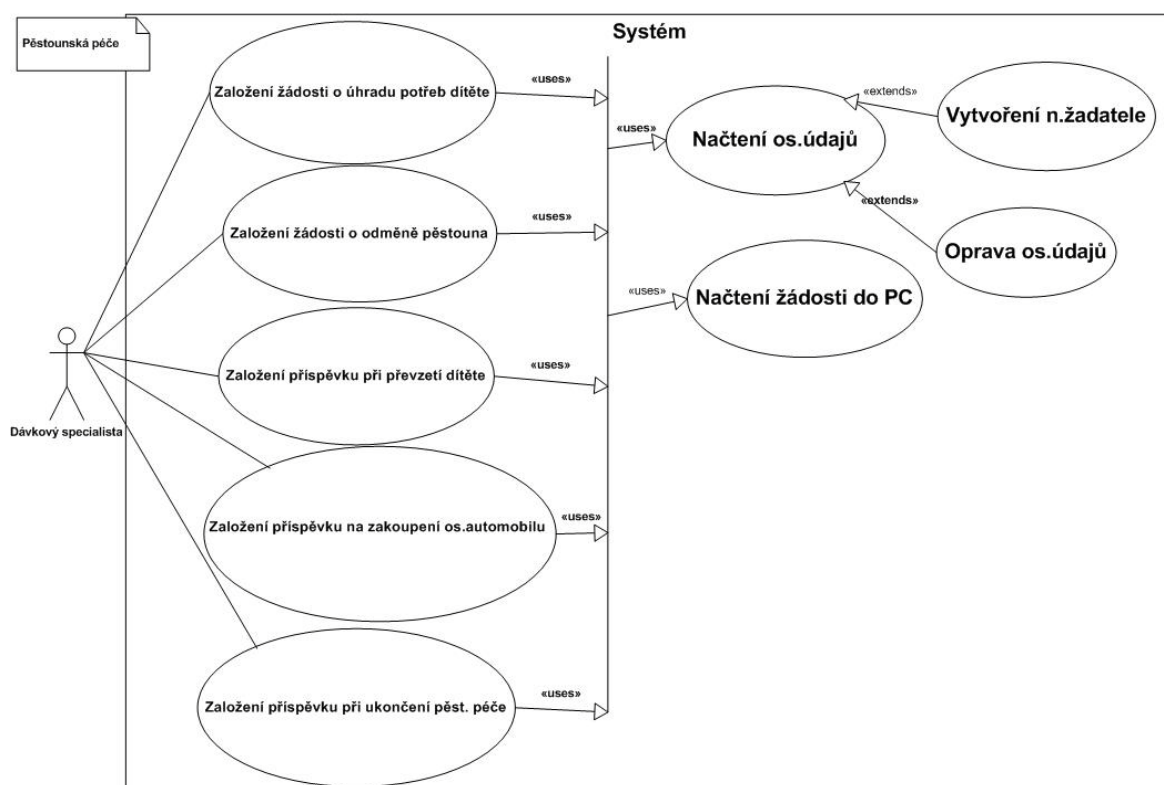 Pěstounská péče
Systém
Založení žádosti o úhradu potřeb dítěte
«uses»
«uses»
Načtení os.údajů
«extends»
Vytvoření n.žadatele
Založení žádosti o odměně pěstouna
«uses»
«extends»
Oprava os.údajů
«uses»
Načtení žádosti do PC
Založení příspěvku při převzetí dítěte
«uses»
Dávkový specialista
Založení příspěvku na zakoupení os.automobilu
«uses»
Založení příspěvku při ukončení pěst. péče
«uses»